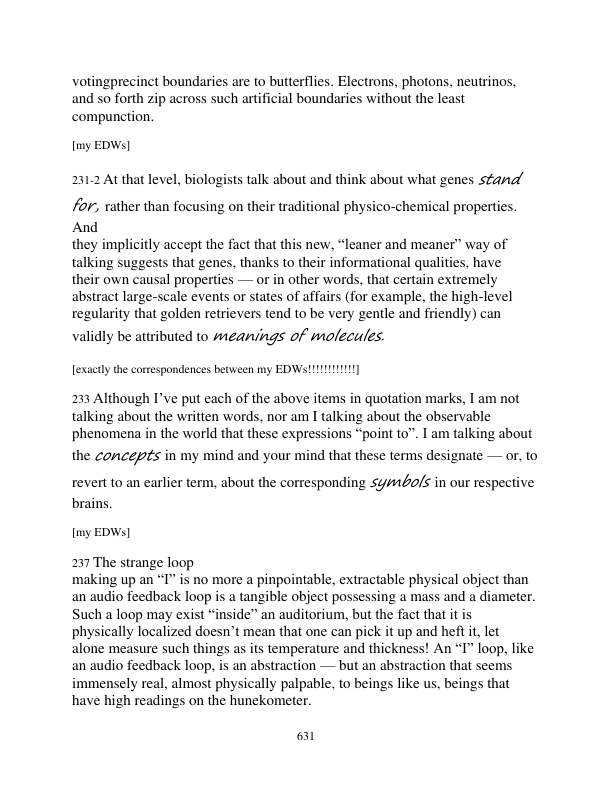 votingprecinct boundaries are to butterflies. Electrons, photons, neutrinos,
and so forth zip across such artificial boundaries without the least
compunction.
[my EDWs]
231-2 At that level, biologists talk about and think about what genes stand
for, rather than focusing on their traditional physico-chemical properties.
And
they implicitly accept the fact that this new, “leaner and meaner” way of
talking suggests that genes, thanks to their informational qualities, have
their own causal properties — or in other words, that certain extremely
abstract large-scale events or states of affairs (for example, the high-level
regularity that golden retrievers tend to be very gentle and friendly) can
validly be attributed to meanings of molecules.
[exactly the correspondences between my EDWs!!!!!!!!!!!!]
233 Although I’ve put each of the above items in quotation marks, I am not
talking about the written words, nor am I talking about the observable
phenomena in the world that these expressions “point to”. I am talking about
the concepts in my mind and your mind that these terms designate — or, to
revert to an earlier term, about the corresponding symbols in our respective
brains.
[my EDWs]
237 The strange loop
making up an “I” is no more a pinpointable, extractable physical object than
an audio feedback loop is a tangible object possessing a mass and a diameter.
Such a loop may exist “inside” an auditorium, but the fact that it is
physically localized doesn’t mean that one can pick it up and heft it, let
alone measure such things as its temperature and thickness! An “I” loop, like
an audio feedback loop, is an abstraction — but an abstraction that seems
immensely real, almost physically palpable, to beings like us, beings that
have high readings on the hunekometer.
631